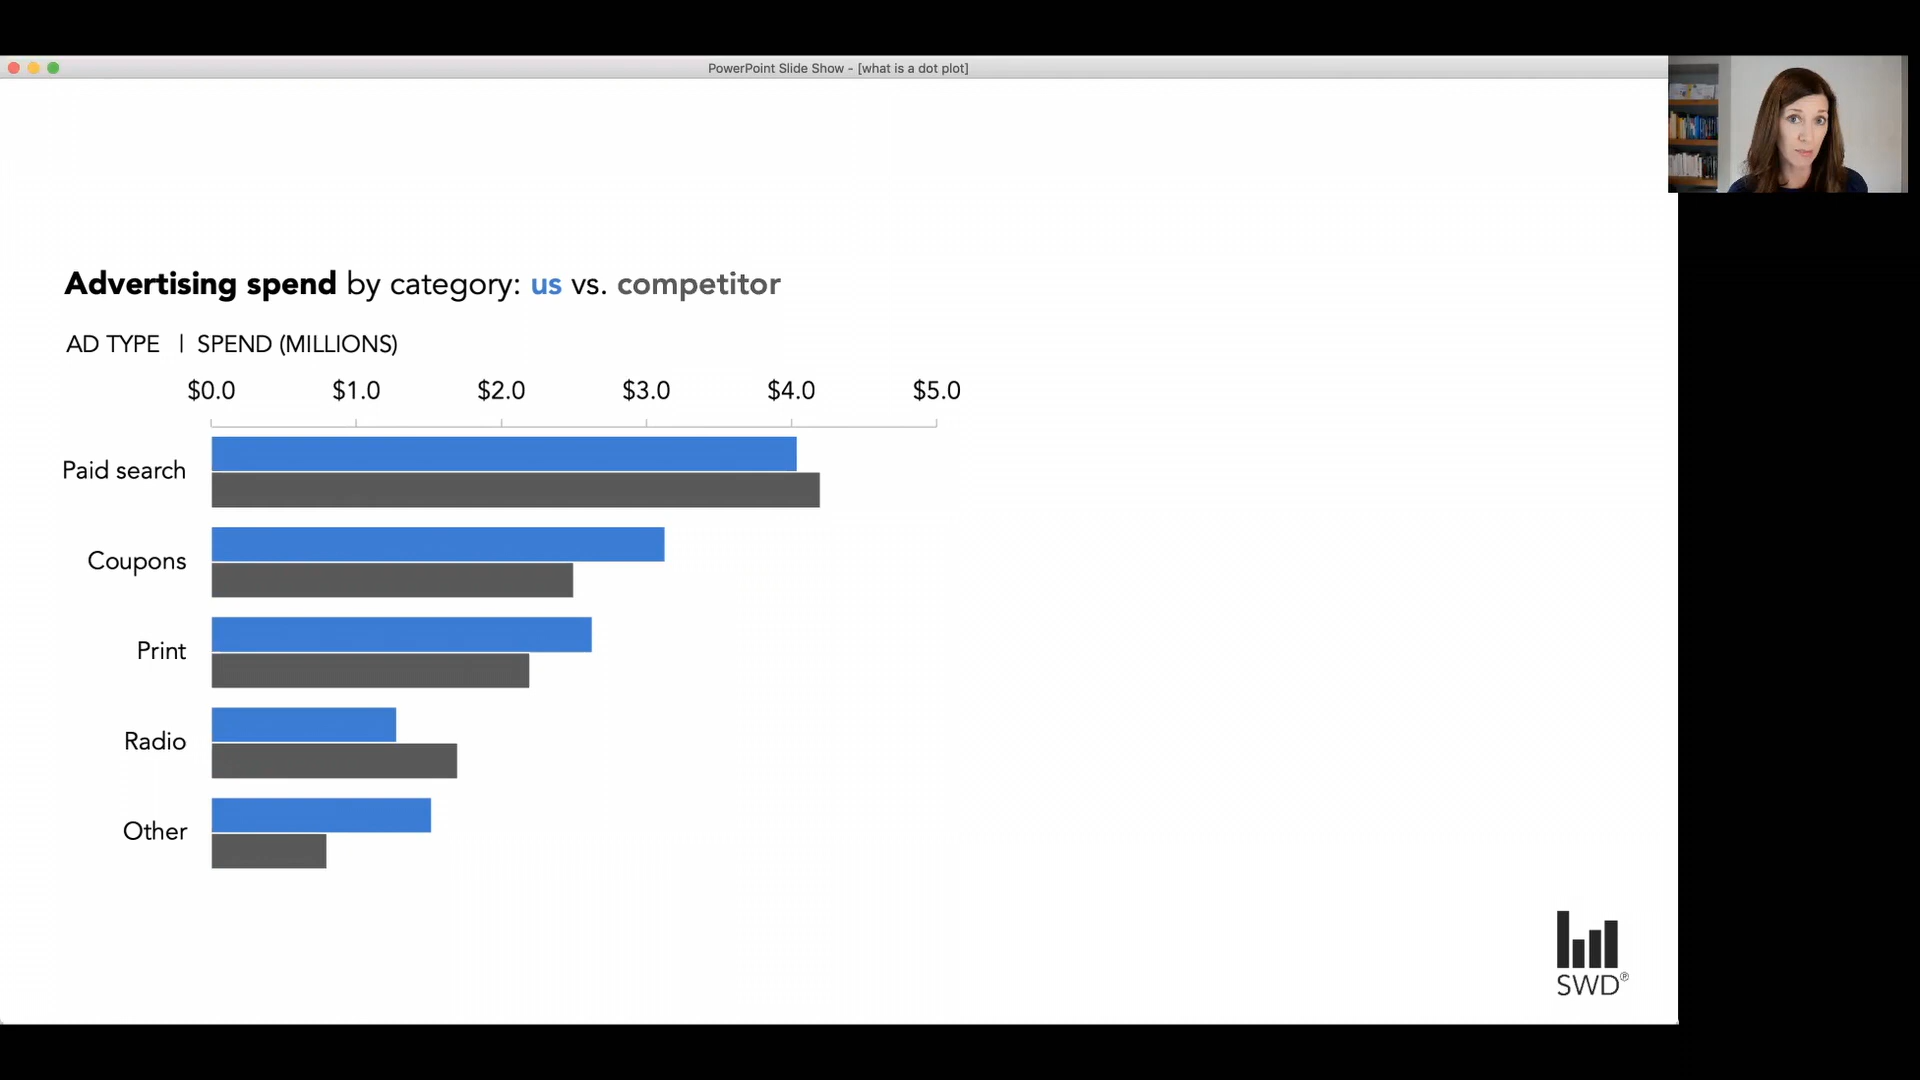 PowerPoint Slide Show - [what is a dot plot]
Advertising spend by category: us vs. competitor
AD TYPE | SPEND (MILLIONS)
$0.0 $1.0 $2.0 $3.0 $4.0 $5.0
Paid search
Coupons
Print
Radio
Other
SWD®